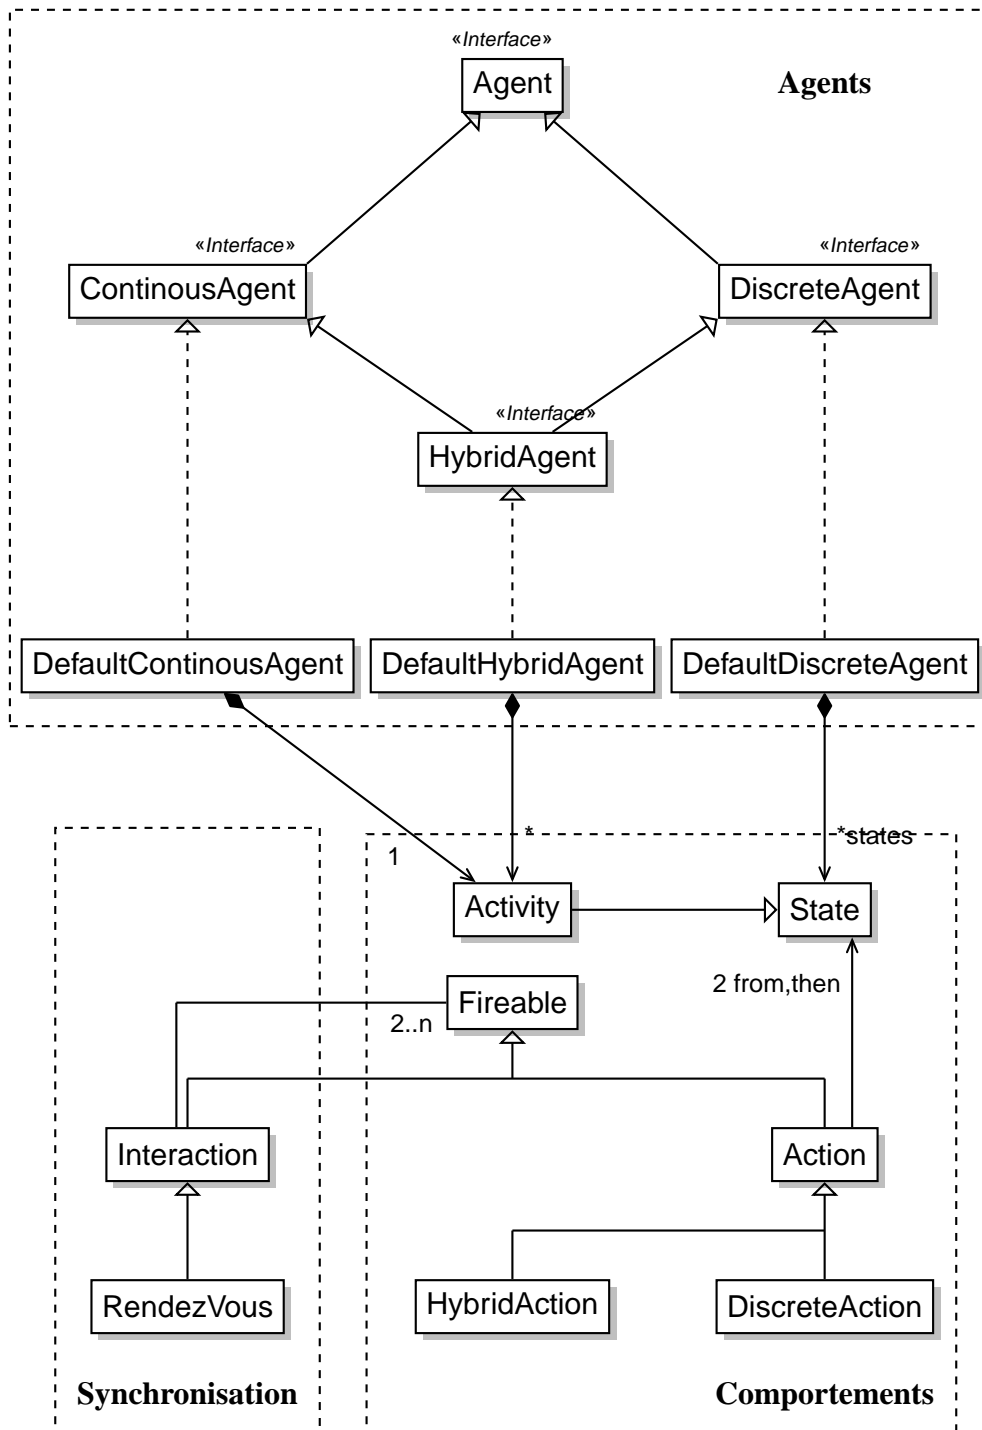 «Interface»
Agent
Agents
«Interface»
«Interface»
ContinousAgent
DiscreteAgent
«Interface»
HybridAgent
DefaultContinousAgent
DefaultHybridAgent
DefaultDiscreteAgent
*
*states
1
Activity
State
2 from,then
Fireable
2..n
Interaction
Action
RendezVous
HybridAction
DiscreteAction
Synchronisation
Comportements